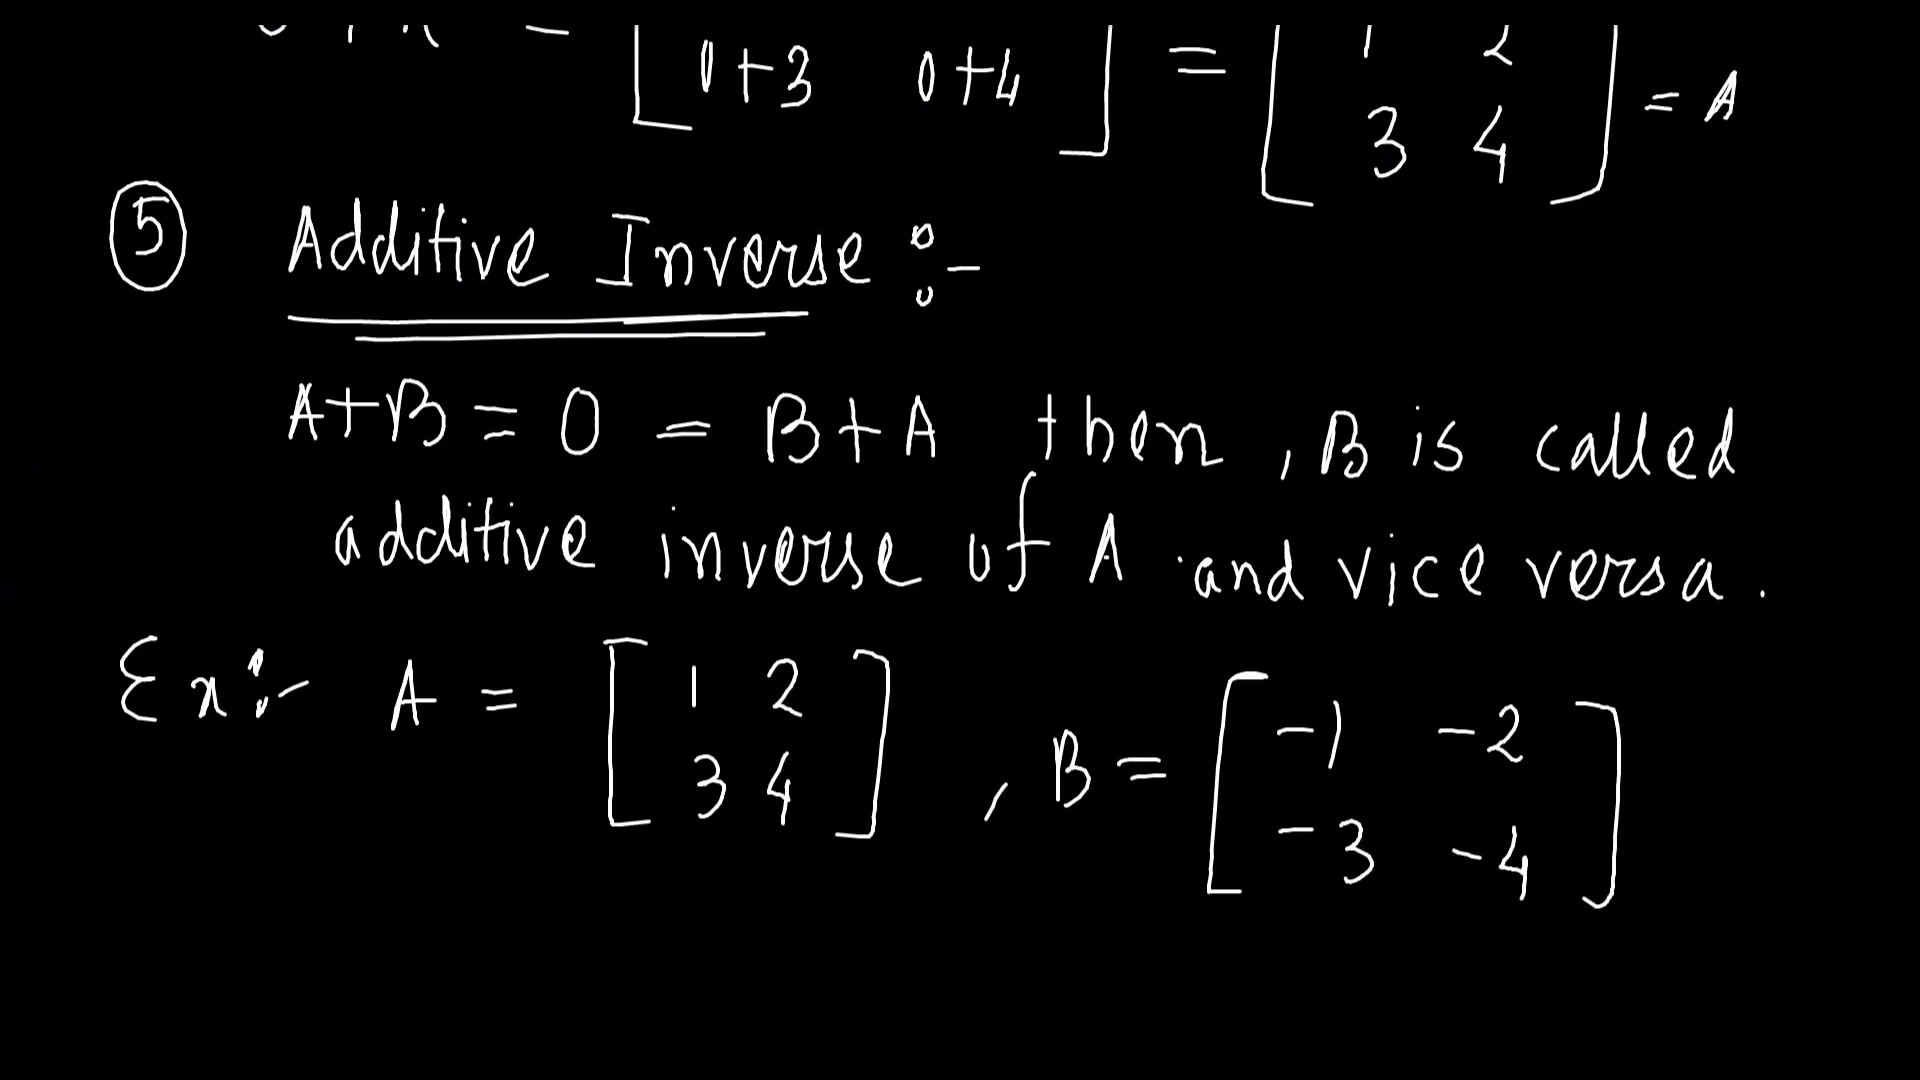 = [ 0+3 0+4 ] = [ 1 2
3 4 ] = A
⑤ Additive Inverse :-
A+B = 0 = B+A then , B is called
additive inverse of A and vice versa .
Ex :- A = [ 1 2
3 4 ] , B = [ -1 -2
-3 -4 ]